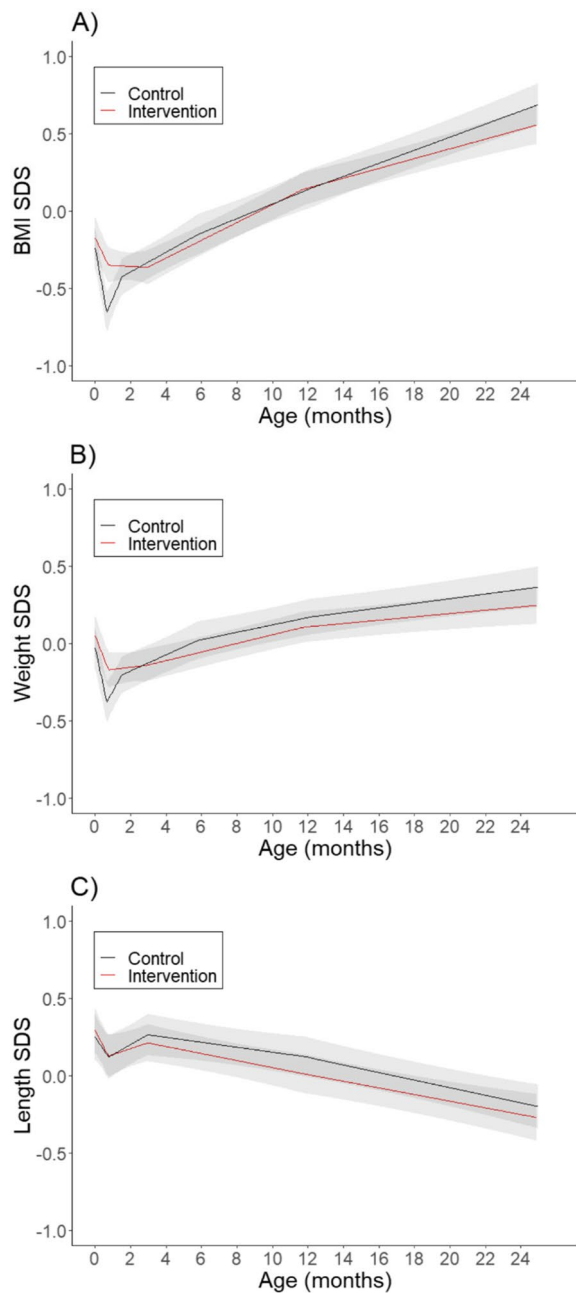 A)
1.0
0.5
0.0
-0.5
-1.0
BMI SDS
Control
Intervention
0 2 4 6 8 10 12 14 16 18 20 22 24
Age (months)
B)
1.0
0.5
0.0
-0.5
-1.0
Weight SDS
Control
Intervention
0 2 4 6 8 10 12 14 16 18 20 22 24
Age (months)
C)
1.0
0.5
0.0
-0.5
-1.0
Length SDS
Control
Intervention
0 2 4 6 8 10 12 14 16 18 20 22 24
Age (months)